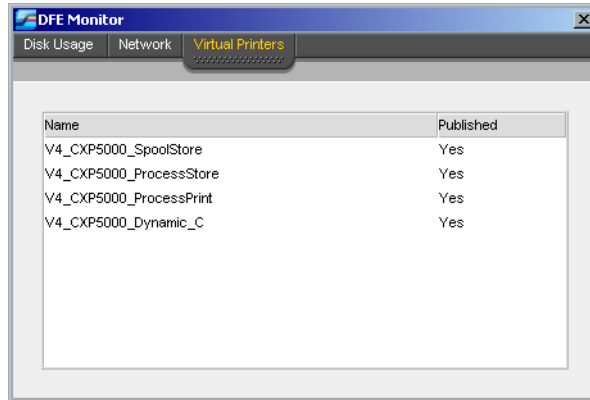 DFE Monitor
Disk Usage Network Virtual Printers
Name Published
V4_CXP5000_SpoolStore Yes
V4_CXP5000_ProcessStore Yes
V4_CXP5000_ProcessPrint Yes
V4_CXP5000_Dynamic_C Yes